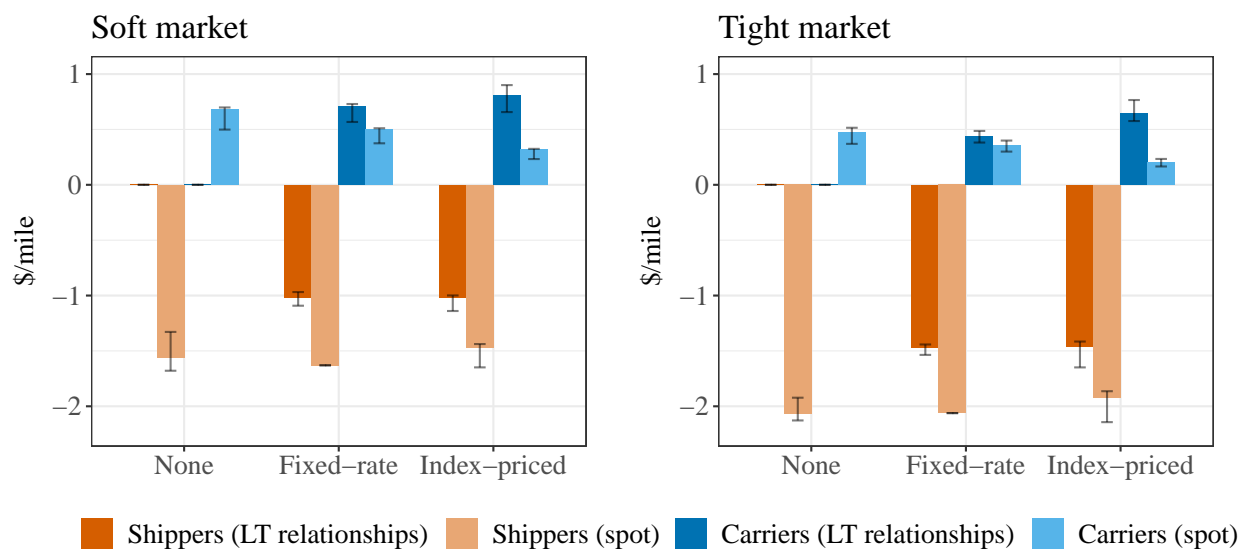 Soft market
Tight market
$/mile
1
0
−1
−2
None
Fixed−rate
Index−priced
$/mile
1
0
−1
−2
None
Fixed−rate
Index−priced
Shippers (LT relationships)
Shippers (spot)
Carriers (LT relationships)
Carriers (spot)